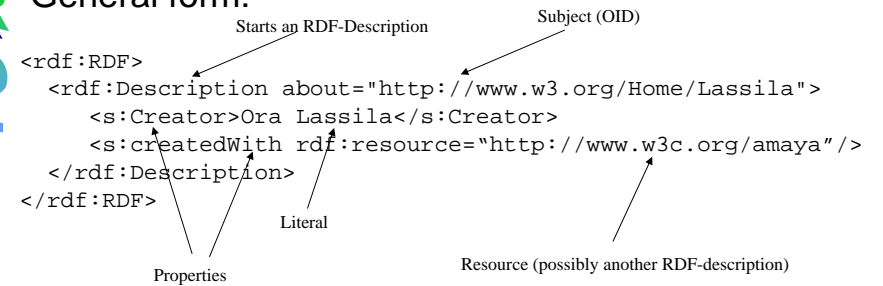 General form:
Starts an RDF-Description
Subject (OID)
<rdf:RDF>
<rdf:Description about="http://www.w3.org/Home/Lassila">
<s:Creator>Ora Lassila</s:Creator>
<s:createdWith rdf:resource=“http://www.w3c.org/amaya”/>
</rdf:Description>
</rdf:RDF>
Literal
Properties
Resource (possibly another RDF-description)